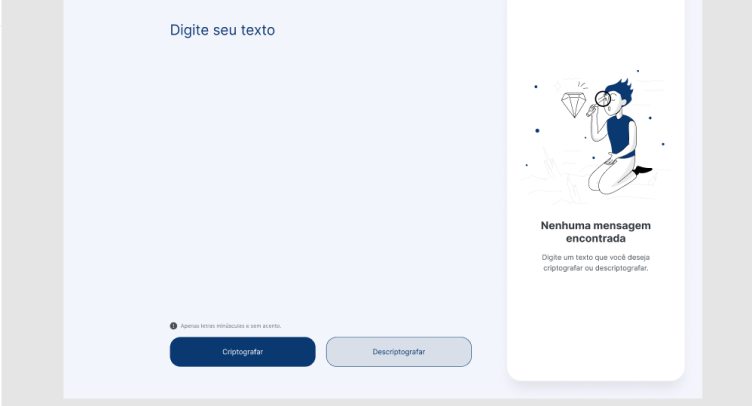 Digite seu texto
Nenhuma mensagem
encontrada
Digite um texto que você deseja
criptografar ou descriptografar.
Apenas letras minúsculas e sem acento.
Criptografar
Descriptografar